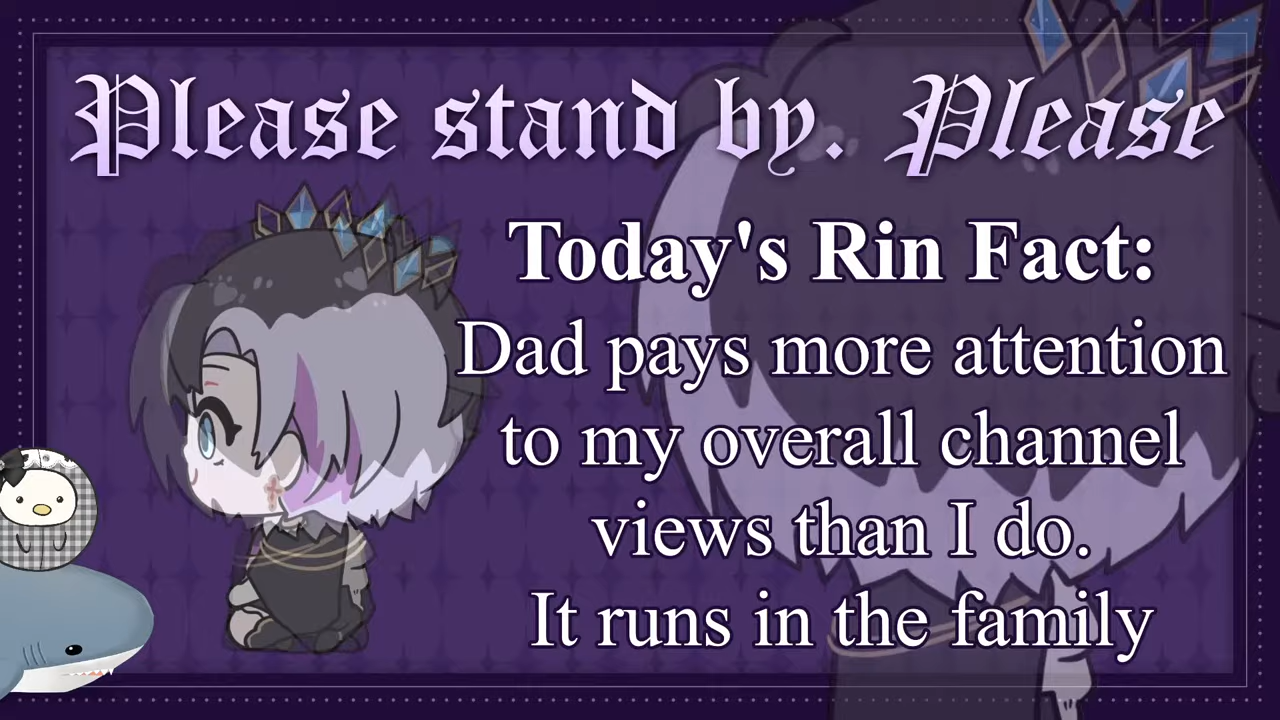 Please stand by. Please
Today's Rin Fact:
Dad pays more attention
to my overall channel
views than I do.
It runs in the family